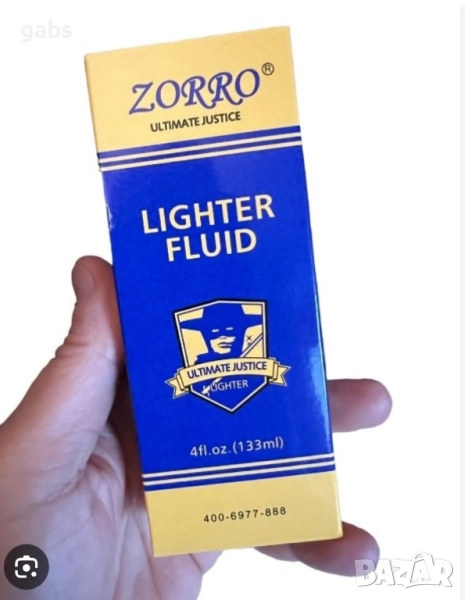 gabs
ZORRO®
ULTIMATE JUSTICE
LIGHTER
FLUID
ULTIMATE JUSTICE
LIGHTER
4fl.oz.(133ml)
400-6977-888
BAZAR